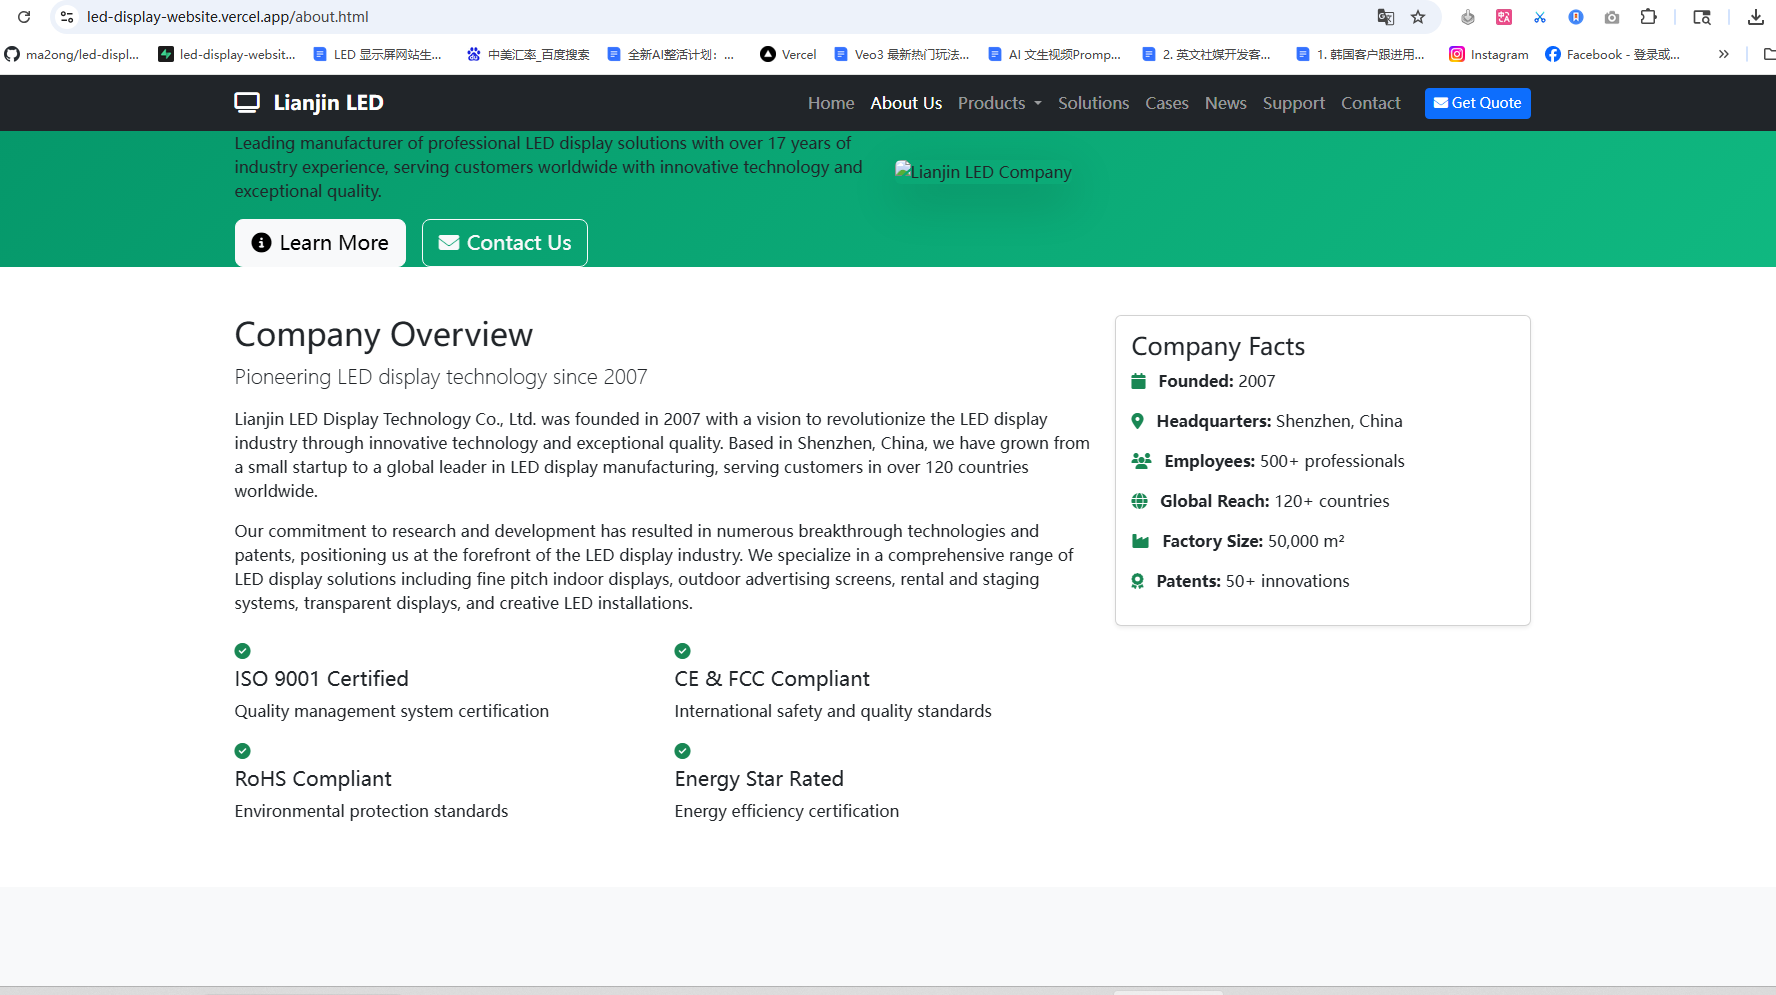 led-display-website.vercel.app/about.html
ma2ong/led-displ...
led-display-websit...
LED 显示屏网站生...
中美汇率_百度搜索
全新AI整活计划：...
Vercel
Veo3 最新热门玩法...
AI 文生视频Promp...
2. 英文社媒开发客...
1. 韩国客户跟进用...
Instagram
Facebook - 登录或...
Lianjin LED
Home
About Us
Products
Solutions
Cases
News
Support
Contact
Get Quote
Leading manufacturer of professional LED display solutions with over 17 years of
industry experience, serving customers worldwide with innovative technology and
exceptional quality.
Lianjin LED Company
Learn More
Contact Us
Company Overview
Pioneering LED display technology since 2007
Lianjin LED Display Technology Co., Ltd. was founded in 2007 with a vision to revolutionize the LED display
industry through innovative technology and exceptional quality. Based in Shenzhen, China, we have grown from
a small startup to a global leader in LED display manufacturing, serving customers in over 120 countries
worldwide.
Our commitment to research and development has resulted in numerous breakthrough technologies and
patents, positioning us at the forefront of the LED display industry. We specialize in a comprehensive range of
LED display solutions including fine pitch indoor displays, outdoor advertising screens, rental and staging
systems, transparent displays, and creative LED installations.
ISO 9001 Certified
Quality management system certification
CE & FCC Compliant
International safety and quality standards
RoHS Compliant
Environmental protection standards
Energy Star Rated
Energy efficiency certification
Company Facts
Founded: 2007
Headquarters: Shenzhen, China
Employees: 500+ professionals
Global Reach: 120+ countries
Factory Size: 50,000 m²
Patents: 50+ innovations